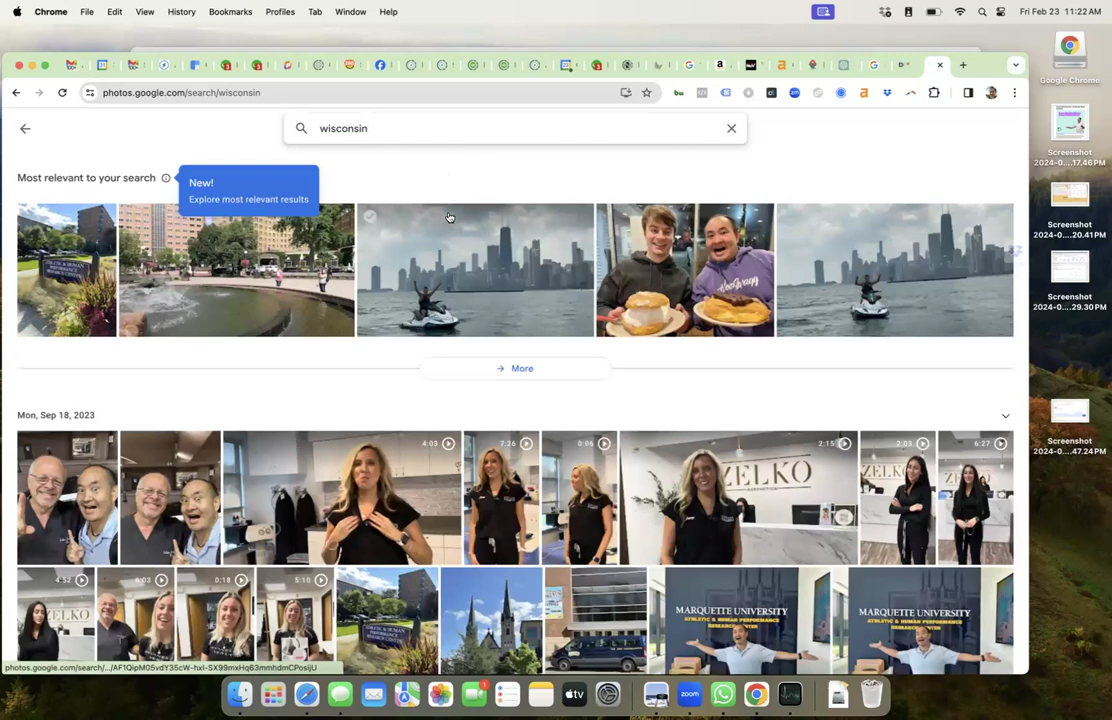 Chrome File Edit View History Bookmarks Profiles Tab Window Help
Fri Feb 23 11:22 AM
photos.google.com/search/wisconsin
Google Chrome
wisconsin
Screenshot
2024-0....17.46 PM
Most relevant to your search
New!
Explore most relevant results
Screenshot
2024-0....20.41 PM
Screenshot
2024-0....29.30 PM
More
Mon, Sep 18, 2023
Screenshot
2024-0....47.24 PM
4:03
7:26
0:06
2:15
2:03
6:27
ZELKO
AESTHETICS
ZELKO
4:52
6:03
0:18
5:10
ZELKO
MARQUETTE UNIVERSITY
ATHLETIC & HUMAN PERFORMANCE
RESEARCH CENTER
MARQUETTE UNIVERSITY
ATHLETIC & HUMAN PERFORMANCE
RESEARCH CENTER
tv
zoom